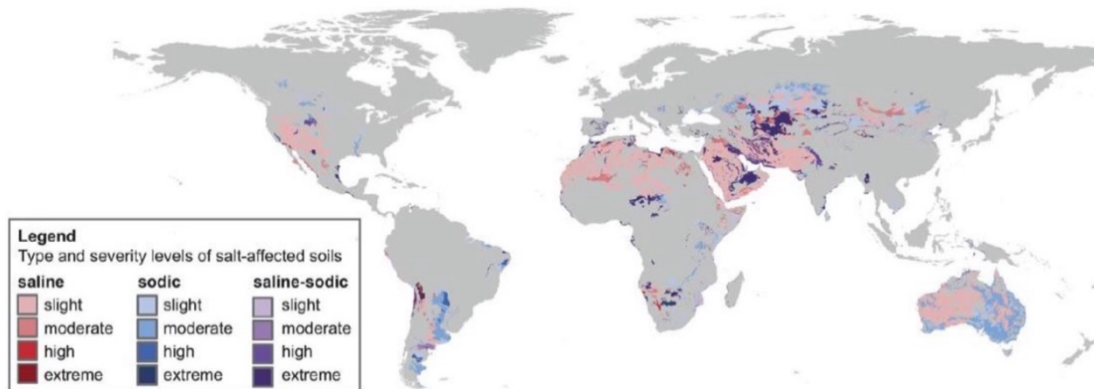 Legend
Type and severity levels of salt-affected soils
saline sodic saline-sodic
slight slight slight
moderate moderate moderate
high high high
extreme extreme extreme